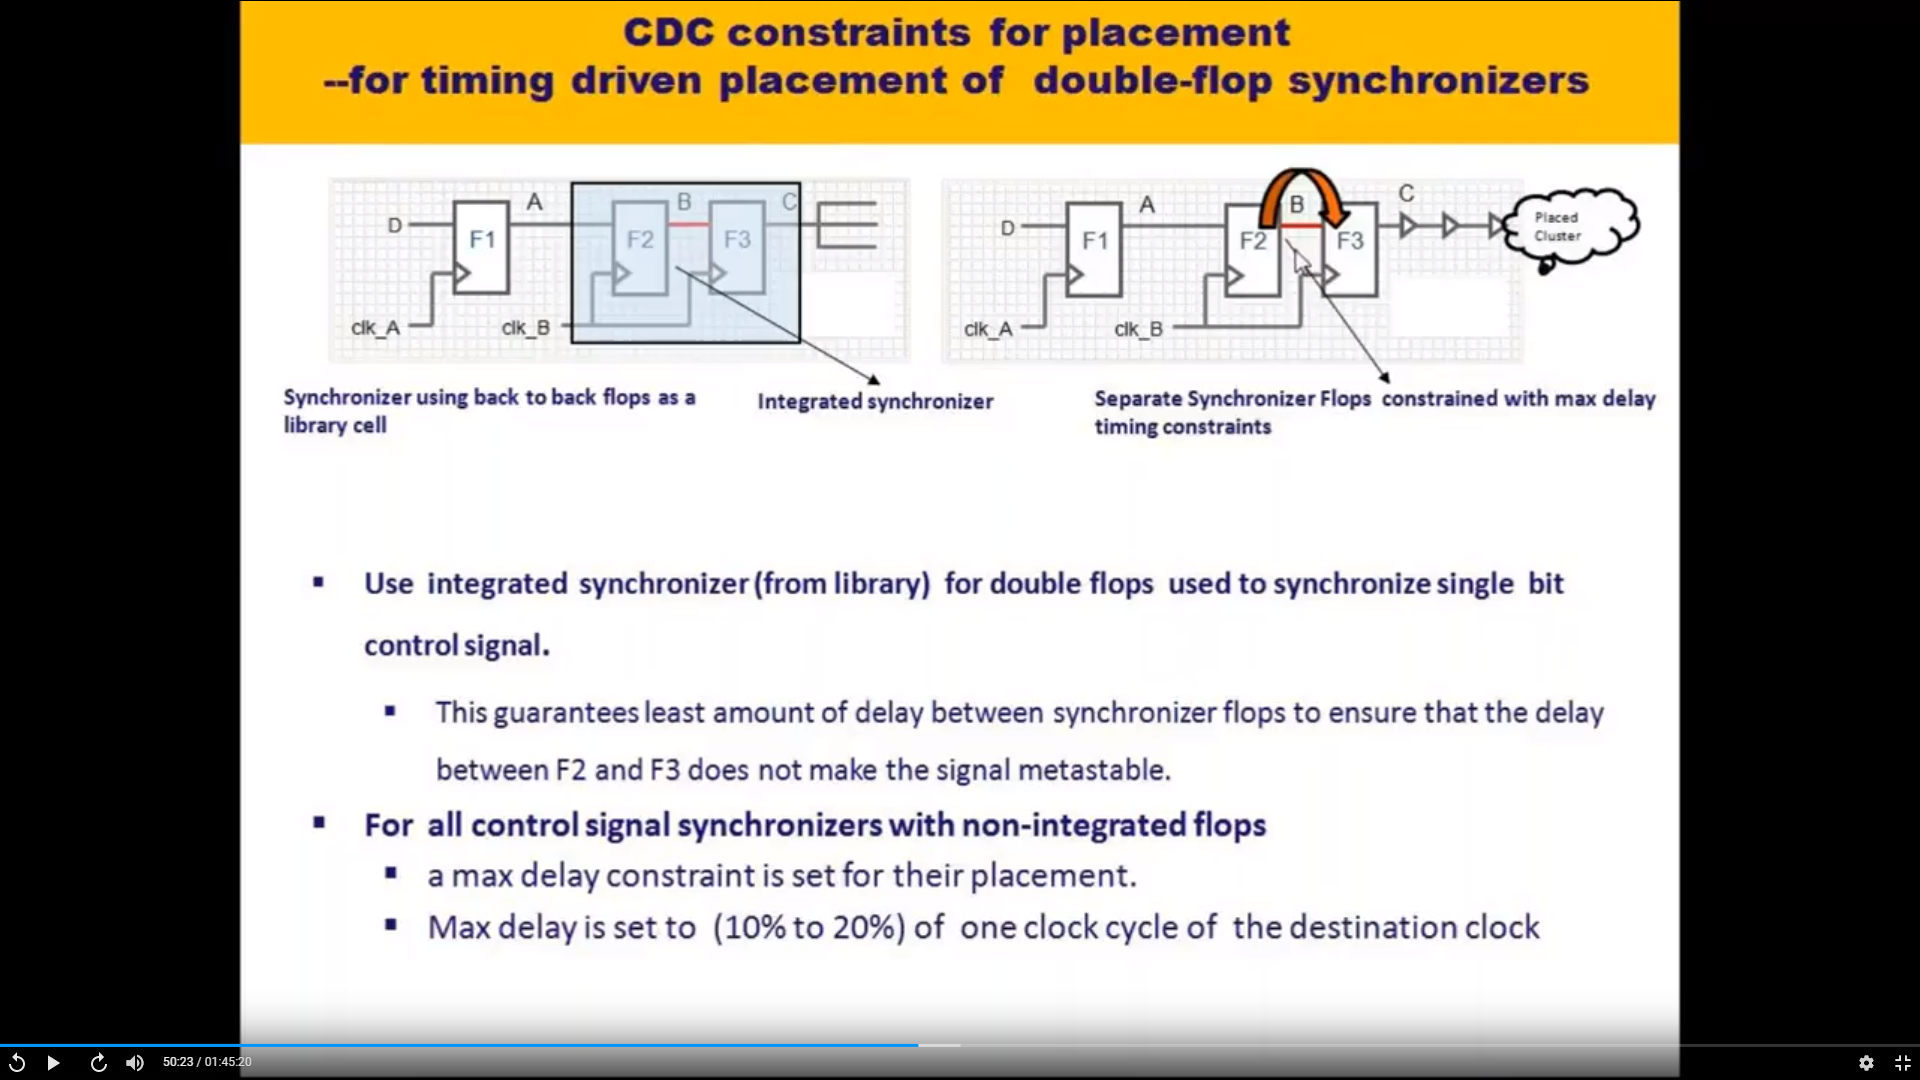 CDC constraints for placement
--for timing driven placement of double-flop synchronizers
D
F1
A
F2
B
F3
C
clk_A
clk_B
D
F1
A
F2
B
F3
C
Placed
Cluster
clk_A
clk_B
Synchronizer using back to back flops as a
library cell
Integrated synchronizer
Separate Synchronizer Flops constrained with max delay
timing constraints
▪ Use integrated synchronizer (from library) for double flops used to synchronize single bit
control signal.
▪ This guarantees least amount of delay between synchronizer flops to ensure that the delay
between F2 and F3 does not make the signal metastable.
▪ For all control signal synchronizers with non-integrated flops
▪ a max delay constraint is set for their placement.
▪ Max delay is set to (10% to 20%) of one clock cycle of the destination clock
50:23 / 01:45:20